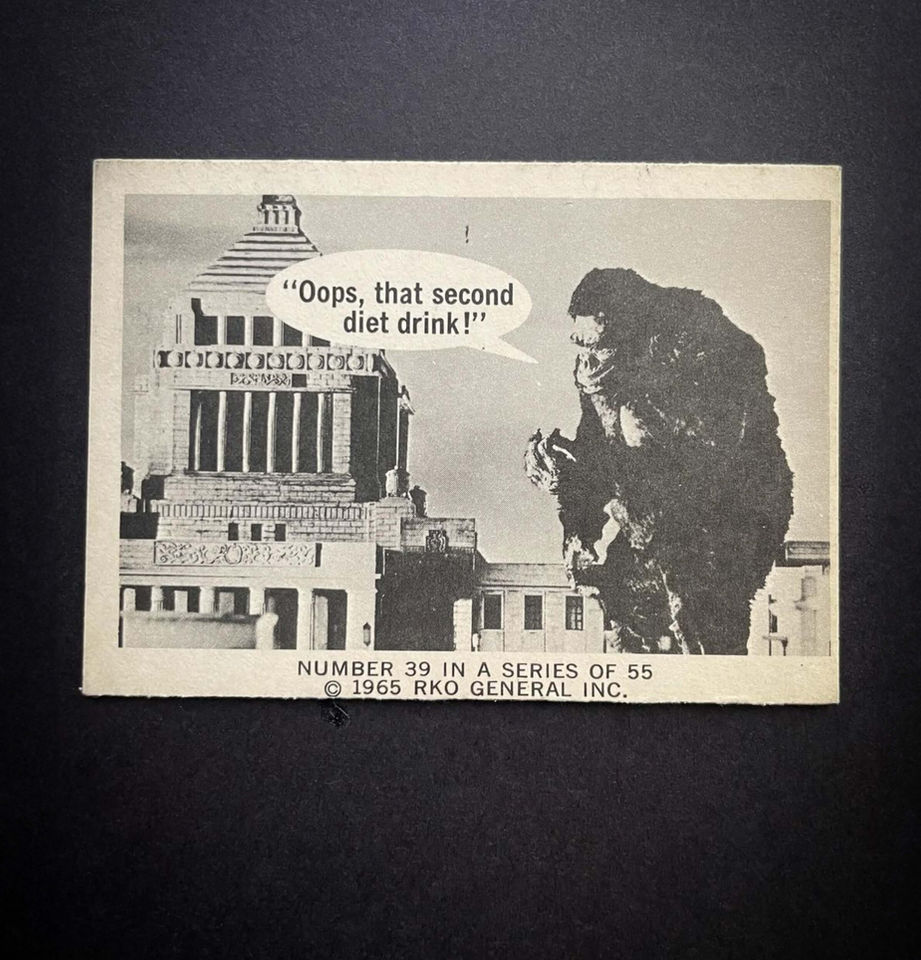 “Oops, that second
diet drink!”
NUMBER 39 IN A SERIES OF 55
© 1965 RKO GENERAL INC.